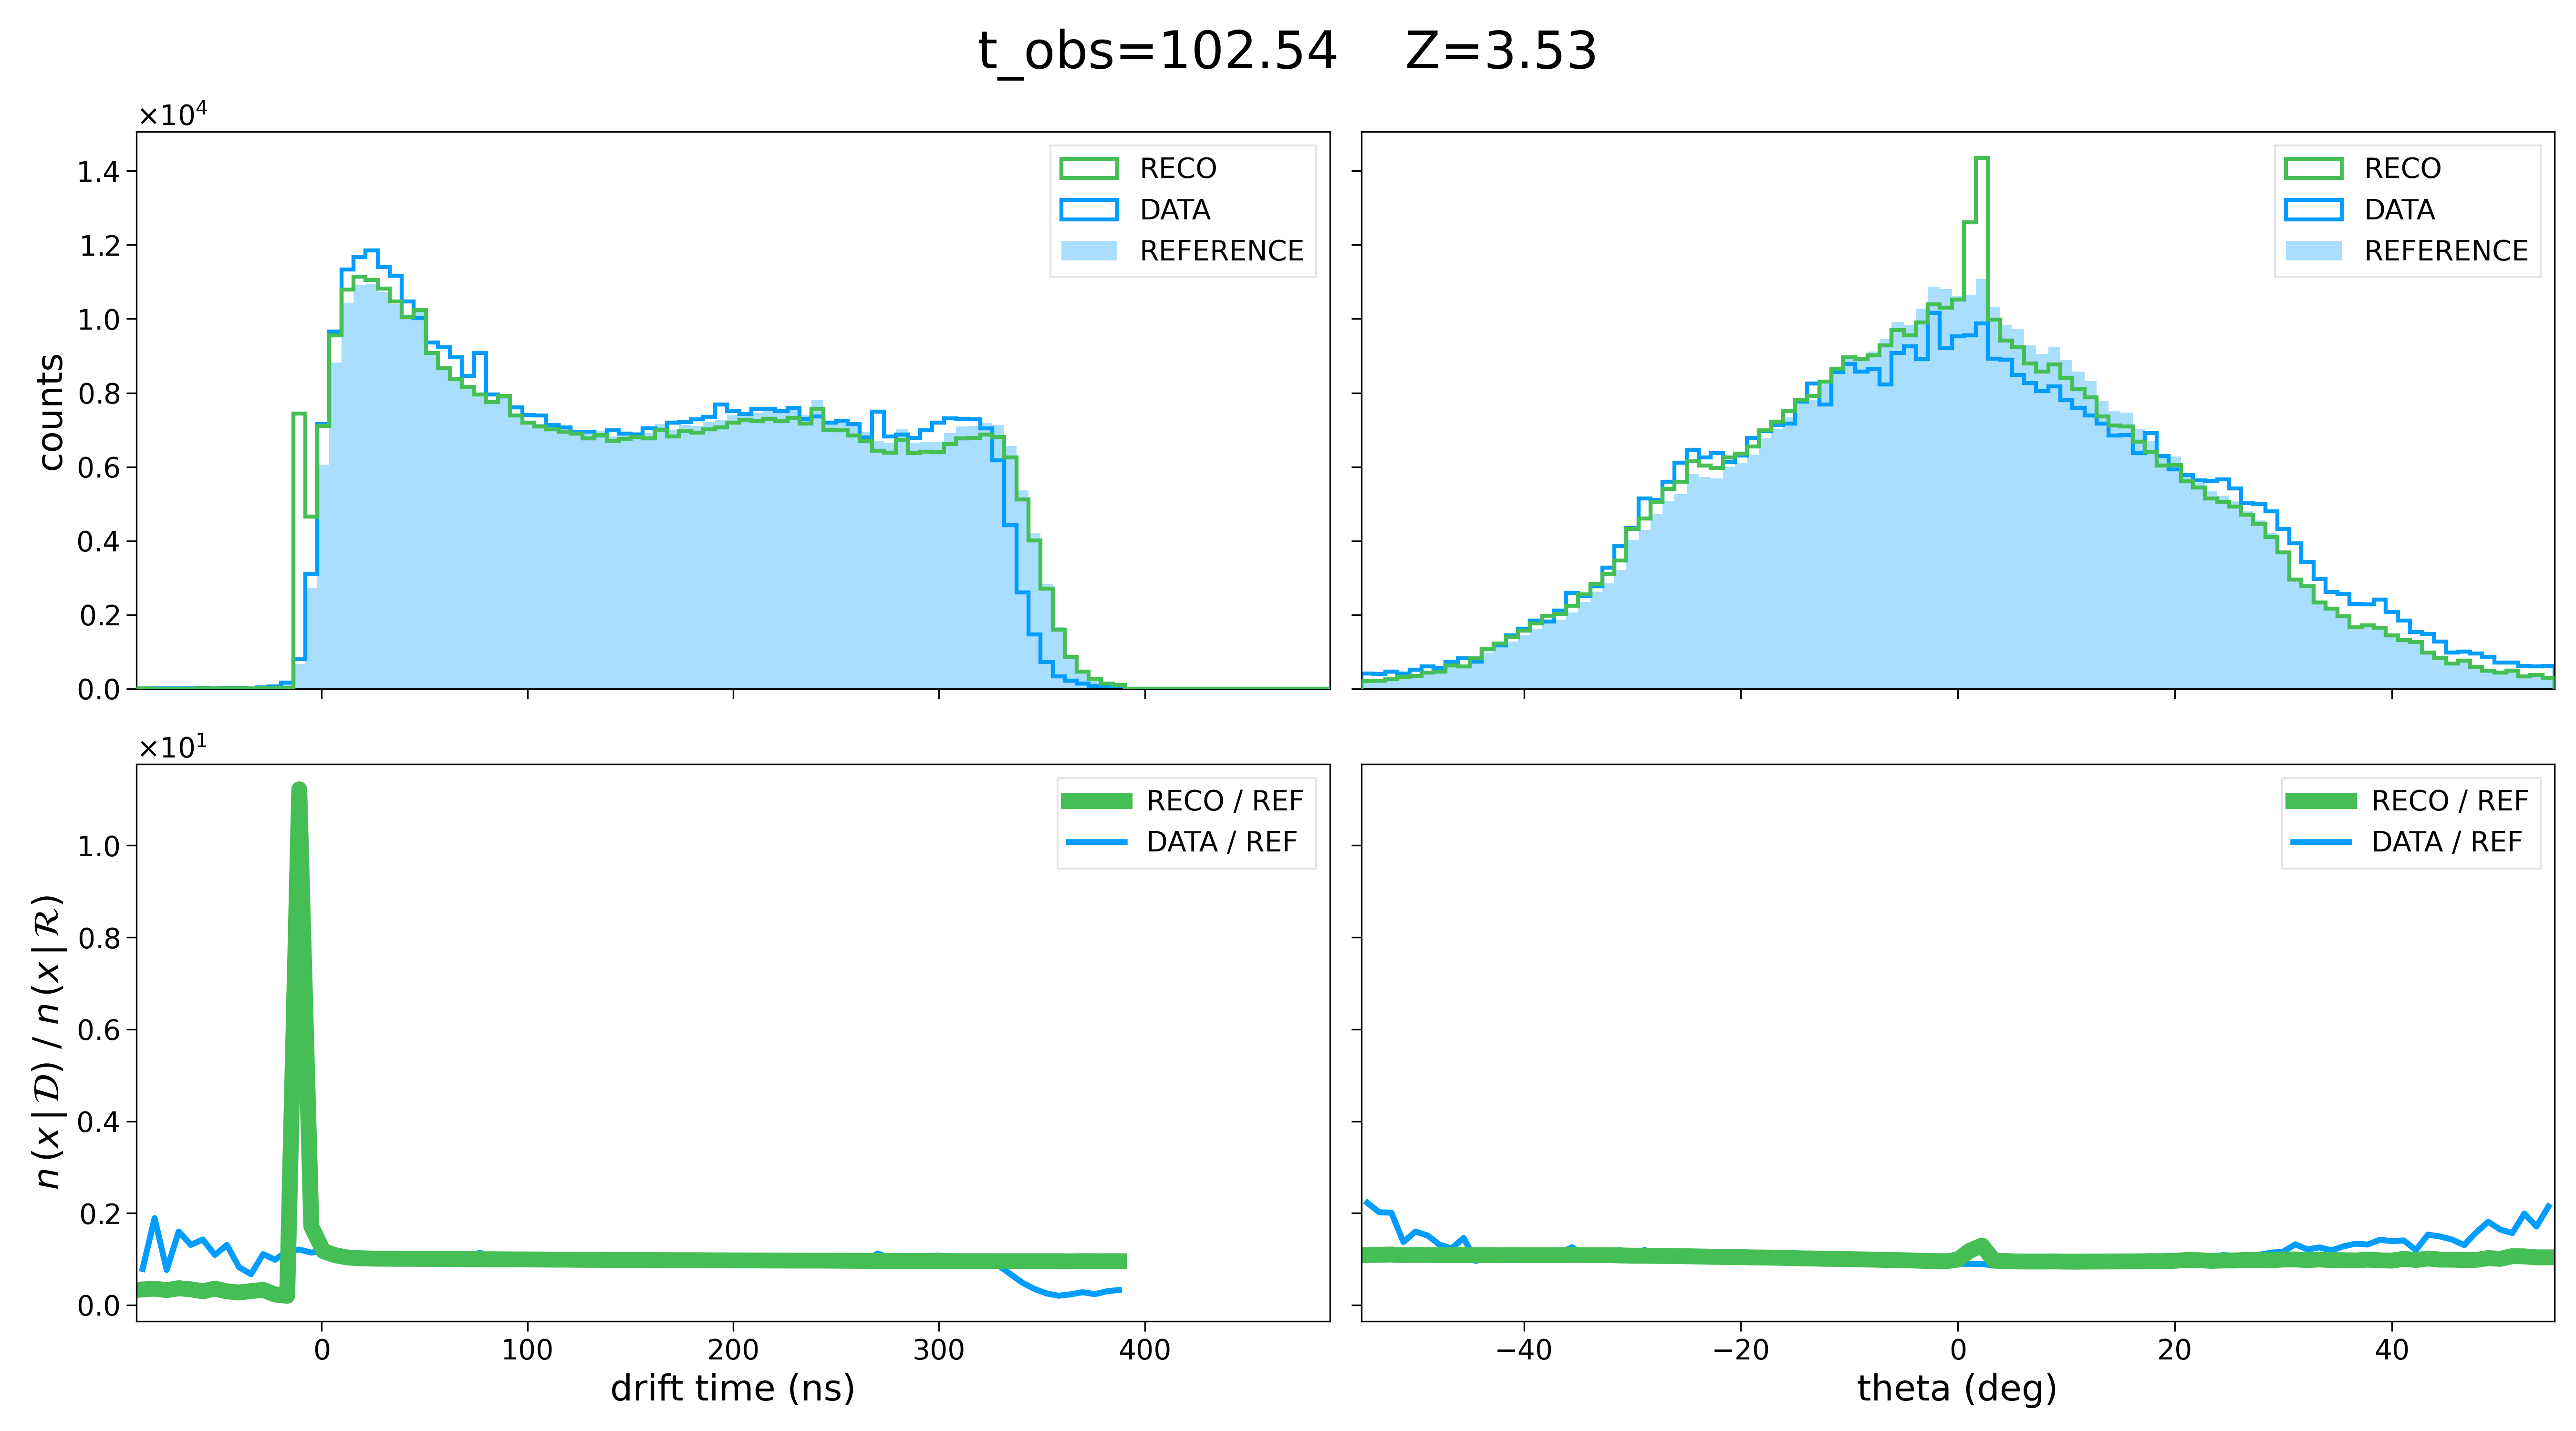 t_obs=102.54 Z=3.53
×10⁴
counts
1.4
1.2
1.0
0.8
0.6
0.4
0.2
0.0
RECO
DATA
REFERENCE
RECO
DATA
REFERENCE
×10¹
n(x|𝒟) / n(x|ℛ)
1.0
0.8
0.6
0.4
0.2
0.0
RECO / REF
DATA / REF
RECO / REF
DATA / REF
0 100 200 300 400
drift time (ns)
−40 −20 0 20 40
theta (deg)